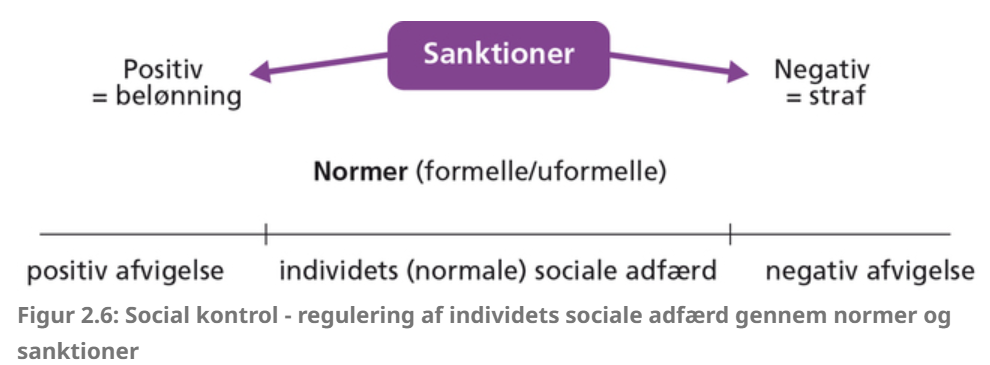 Sanktioner
Positiv
= belønning
Negativ
= straf
Normer (formelle/uformelle)
positiv afvigelse
individets (normale) sociale adfærd
negativ afvigelse
Figur 2.6: Social kontrol - regulering af individets sociale adfærd gennem normer og
sanktioner